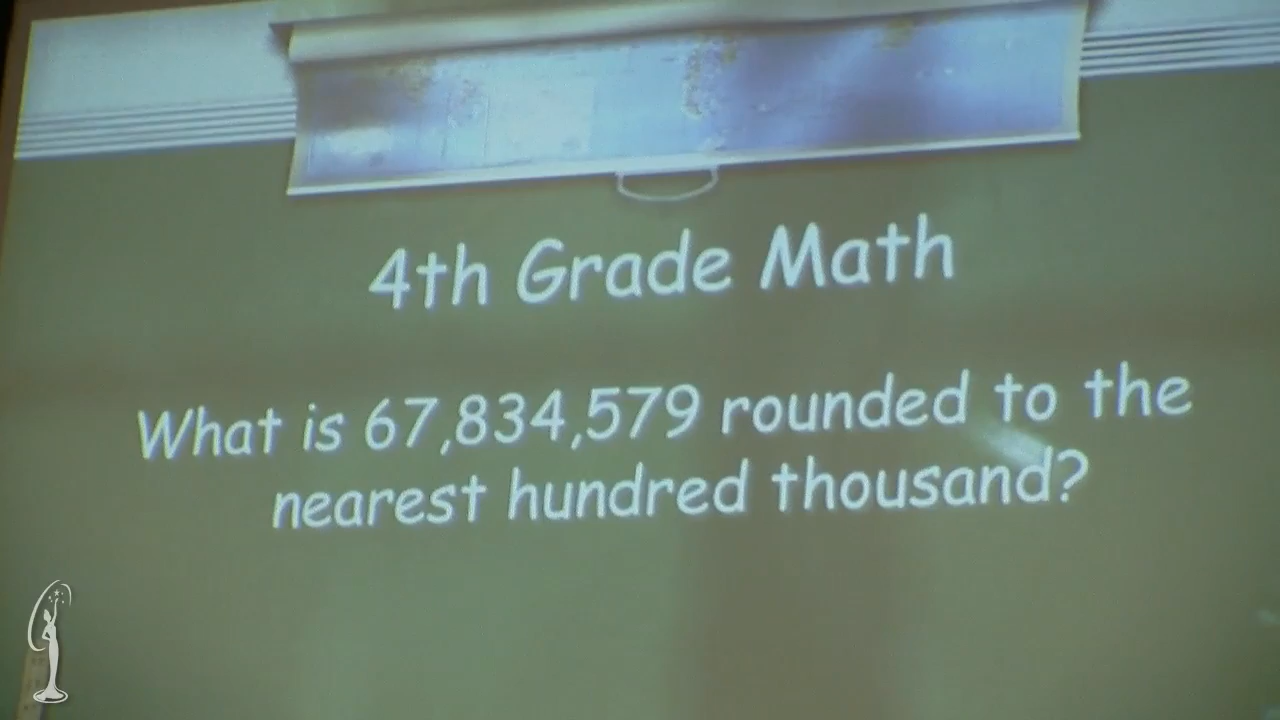 4th Grade Math
What is 67,834,579 rounded to the
nearest hundred thousand?